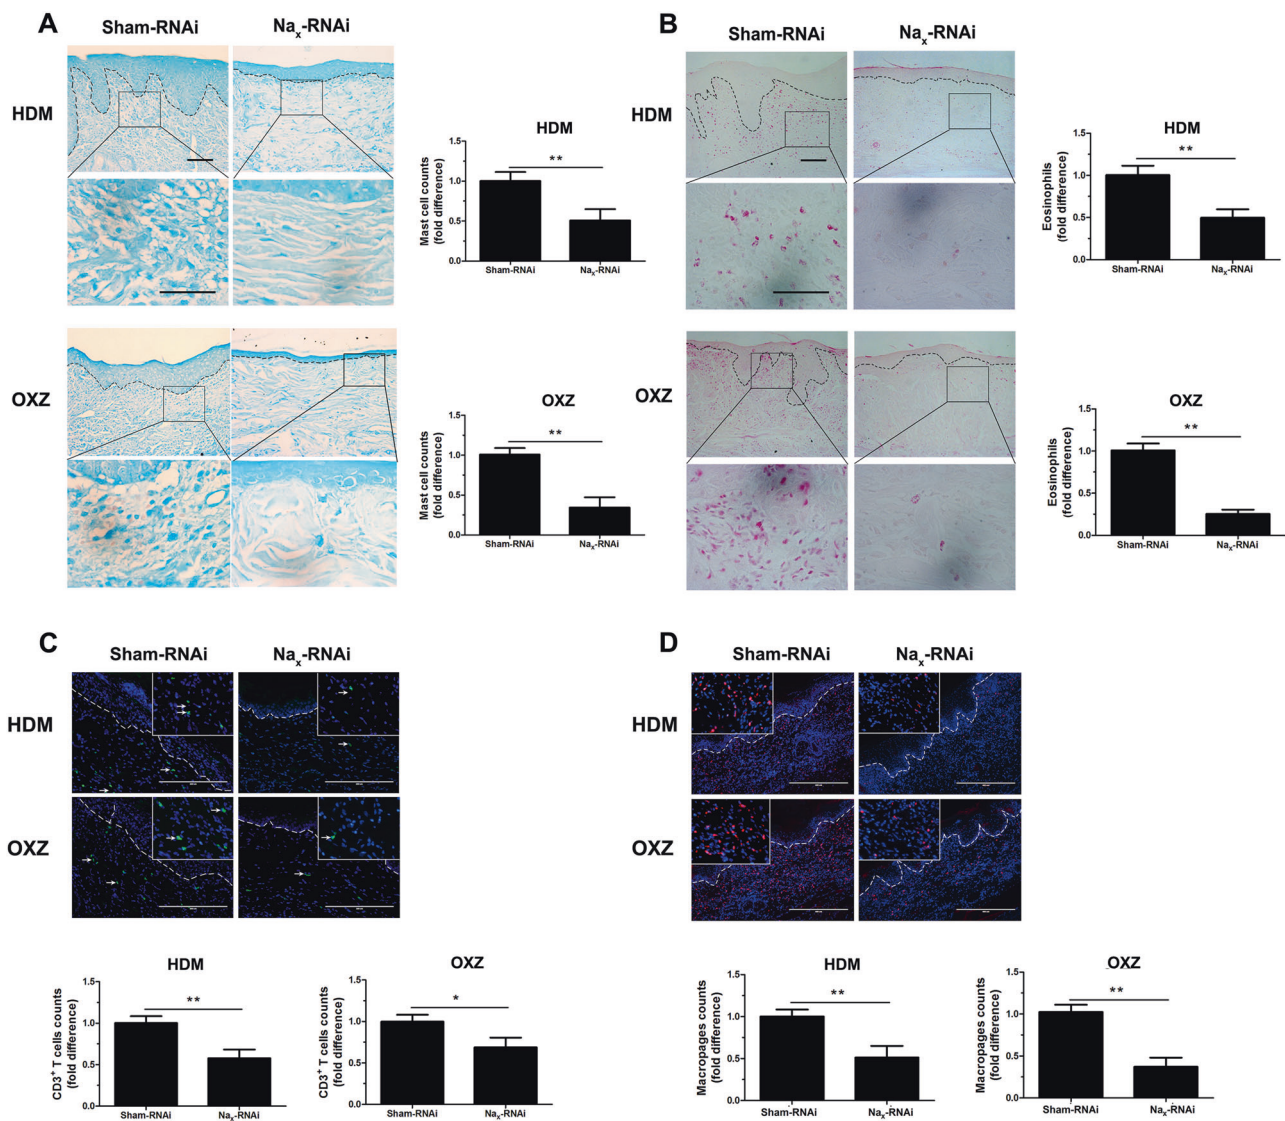 A
Sham-RNAi
Naₓ-RNAi
HDM
HDM
1.5
1.0
0.5
0.0
Mast cell counts
(fold difference)
**
Sham-RNAi
Naₓ-RNAi
OXZ
OXZ
1.5
1.0
0.5
0.0
Mast cell counts
(fold difference)
**
Sham-RNAi
Naₓ-RNAi
B
Sham-RNAi
Naₓ-RNAi
HDM
HDM
1.5
1.0
0.5
0.0
Eosinophils
(fold difference)
**
Sham-RNAi
Naₓ-RNAi
OXZ
OXZ
1.5
1.0
0.5
0.0
Eosinophils
(fold difference)
**
Sham-RNAi
Naₓ-RNAi
C
Sham-RNAi
Naₓ-RNAi
HDM
OXZ
HDM
1.5
1.0
0.5
0.0
CD3⁺ T cells counts
(fold difference)
**
Sham-RNAi
Naₓ-RNAi
OXZ
1.5
1.0
0.5
0.0
CD3⁺ T cells counts
(fold difference)
*
Sham-RNAi
Naₓ-RNAi
D
Sham-RNAi
Naₓ-RNAi
HDM
OXZ
HDM
1.5
1.0
0.5
0.0
Macropages counts
(fold difference)
**
Sham-RNAi
Naₓ-RNAi
OXZ
1.5
1.0
0.5
0.0
Macropages counts
(fold difference)
**
Sham-RNAi
Naₓ-RNAi